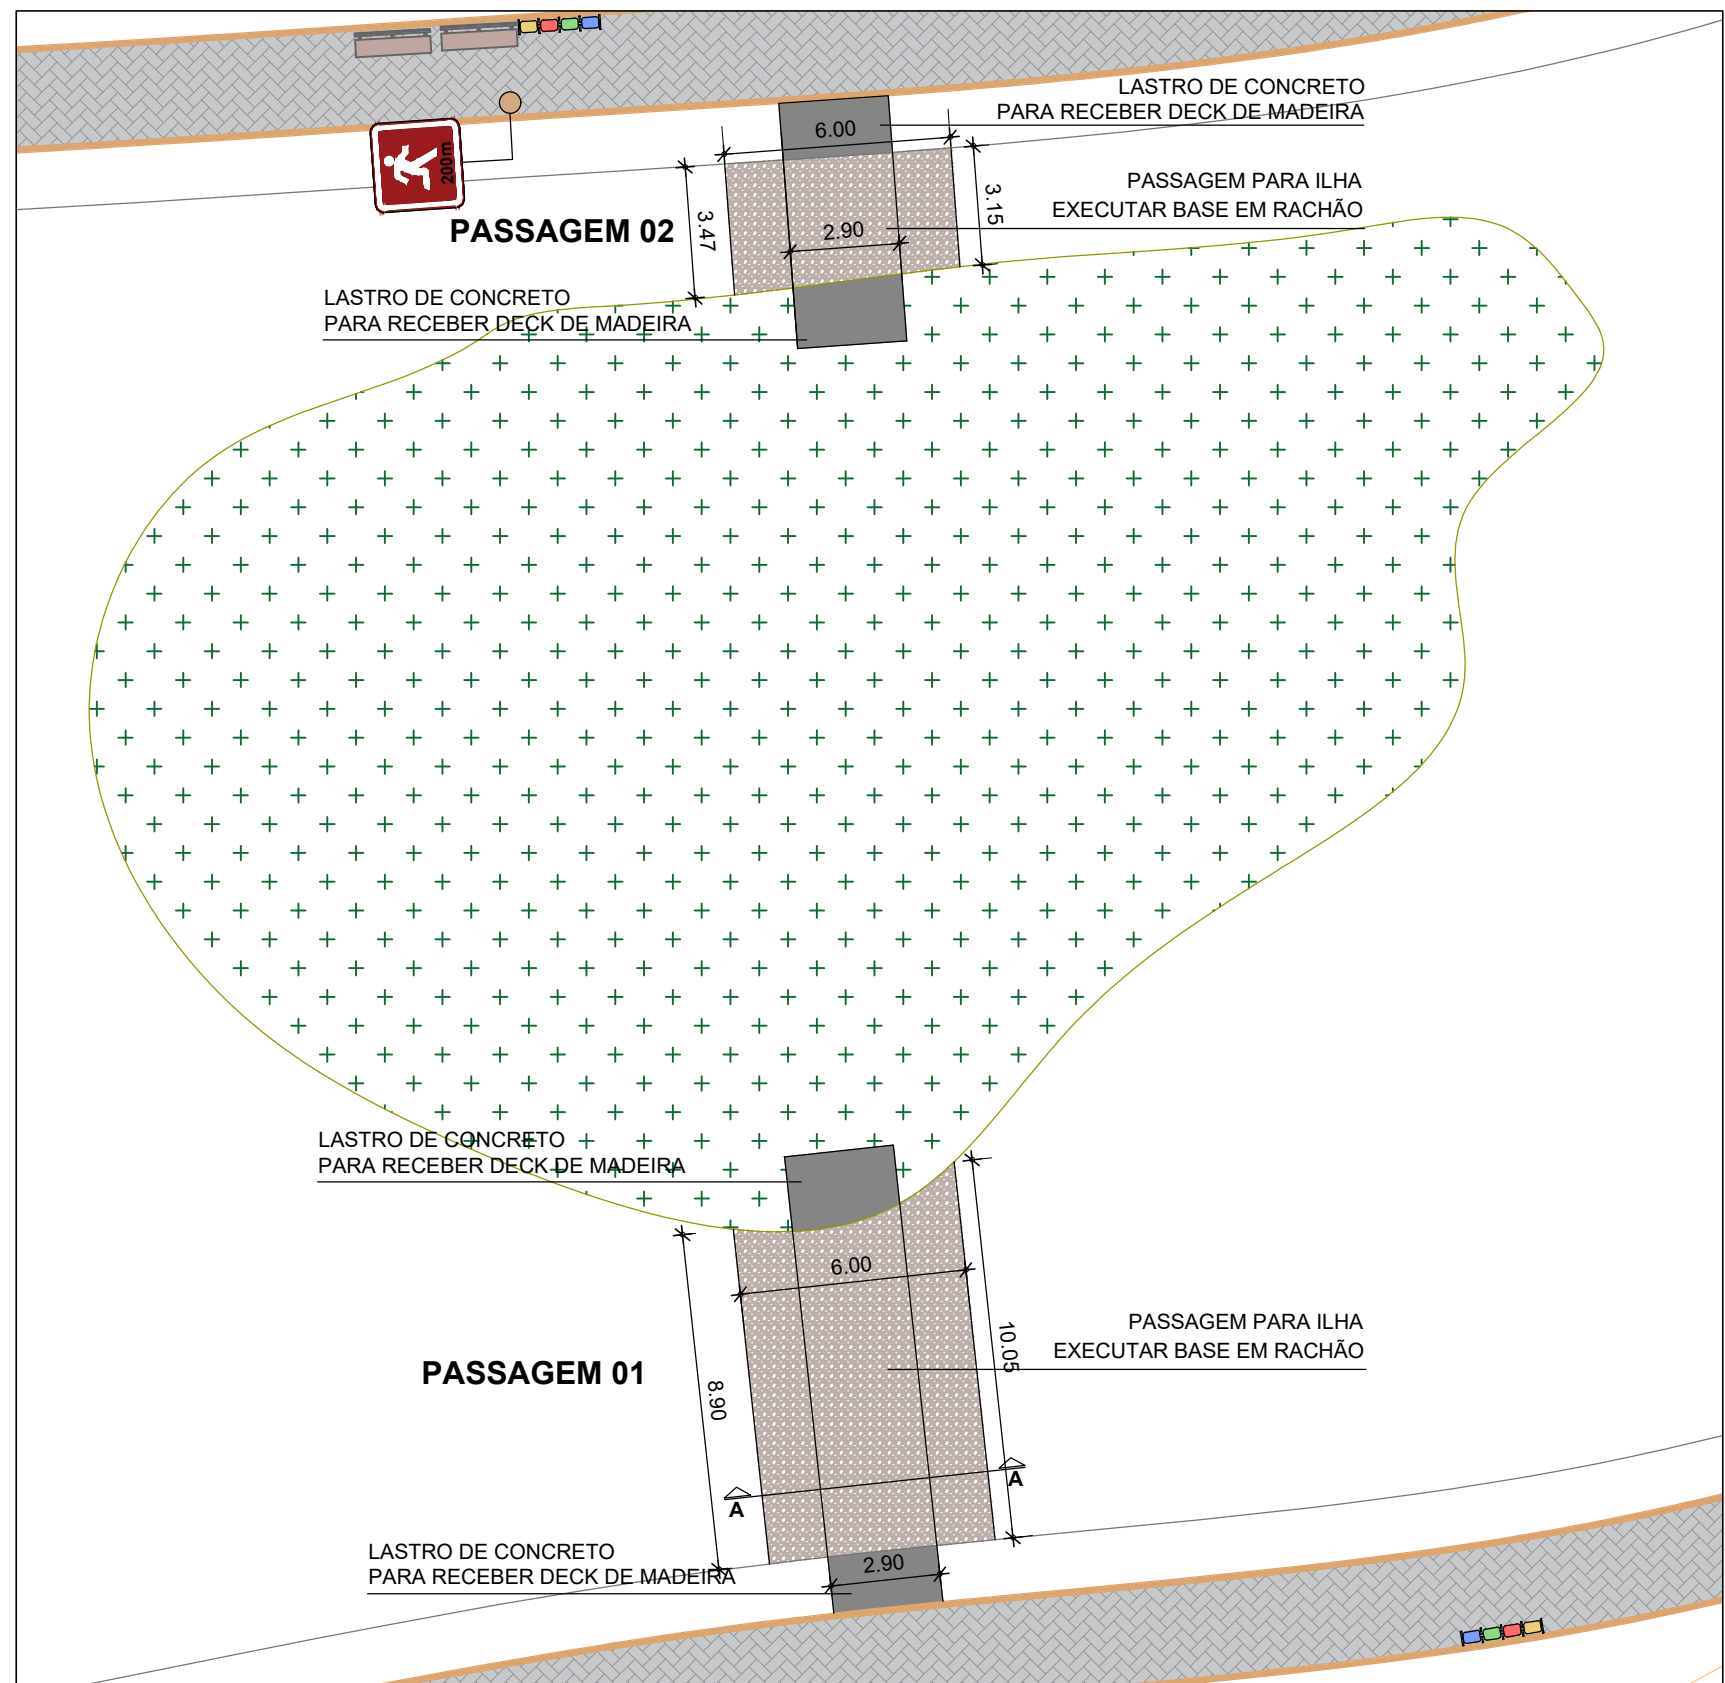 LASTRO DE CONCRETO
PARA RECEBER DECK DE MADEIRA
6.00
200m
PASSAGEM PARA ILHA
EXECUTAR BASE EM RACHÃO
3.15
3.47
PASSAGEM 02
2.90
LASTRO DE CONCRETO
PARA RECEBER DECK DE MADEIRA
LASTRO DE CONCRETO
PARA RECEBER DECK DE MADEIRA
6.00
PASSAGEM PARA ILHA
EXECUTAR BASE EM RACHÃO
10.05
PASSAGEM 01
8.90
A
A
LASTRO DE CONCRETO
PARA RECEBER DECK DE MADEIRA
2.90